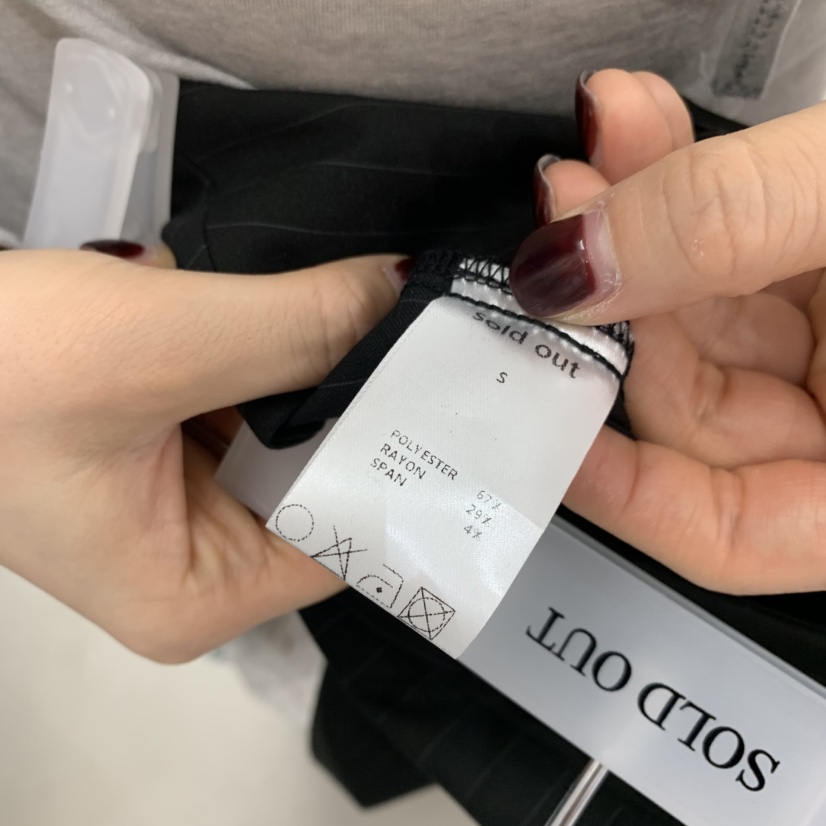 sold out
S
POLYESTER 67%
RAYON 29%
SPAN 4%
SOLD OUT